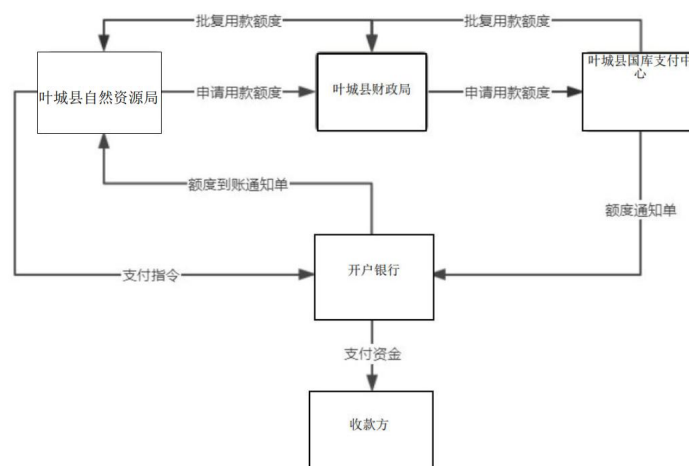 批复用款额度
批复用款额度
叶城县自然资源局
申请用款额度
叶城县财政局
申请用款额度
叶城县国库支付中
心
额度到账通知单
额度通知单
支付指令
开户银行
支付资金
收款方